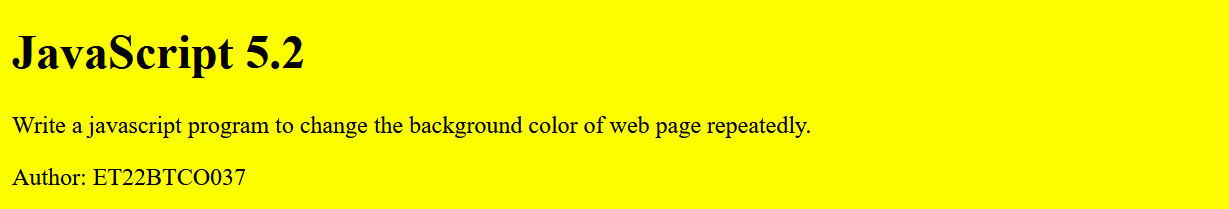 JavaScript 5.2
Write a javascript program to change the background color of web page repeatedly.
Author: ET22BTCO037